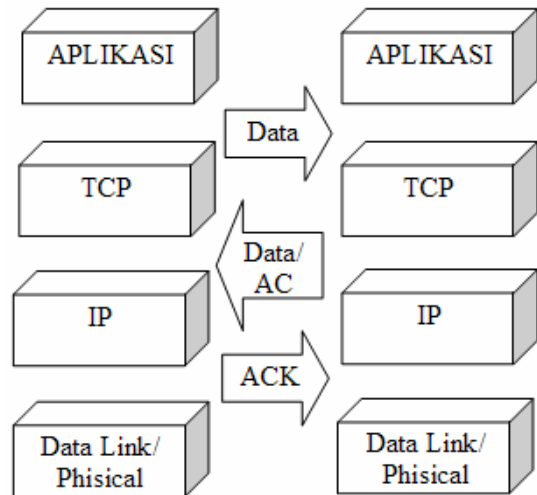 APLIKASI
APLIKASI
Data
TCP
TCP
Data/
AC
IP
IP
ACK
Data Link/
Phisical
Data Link/
Phisical